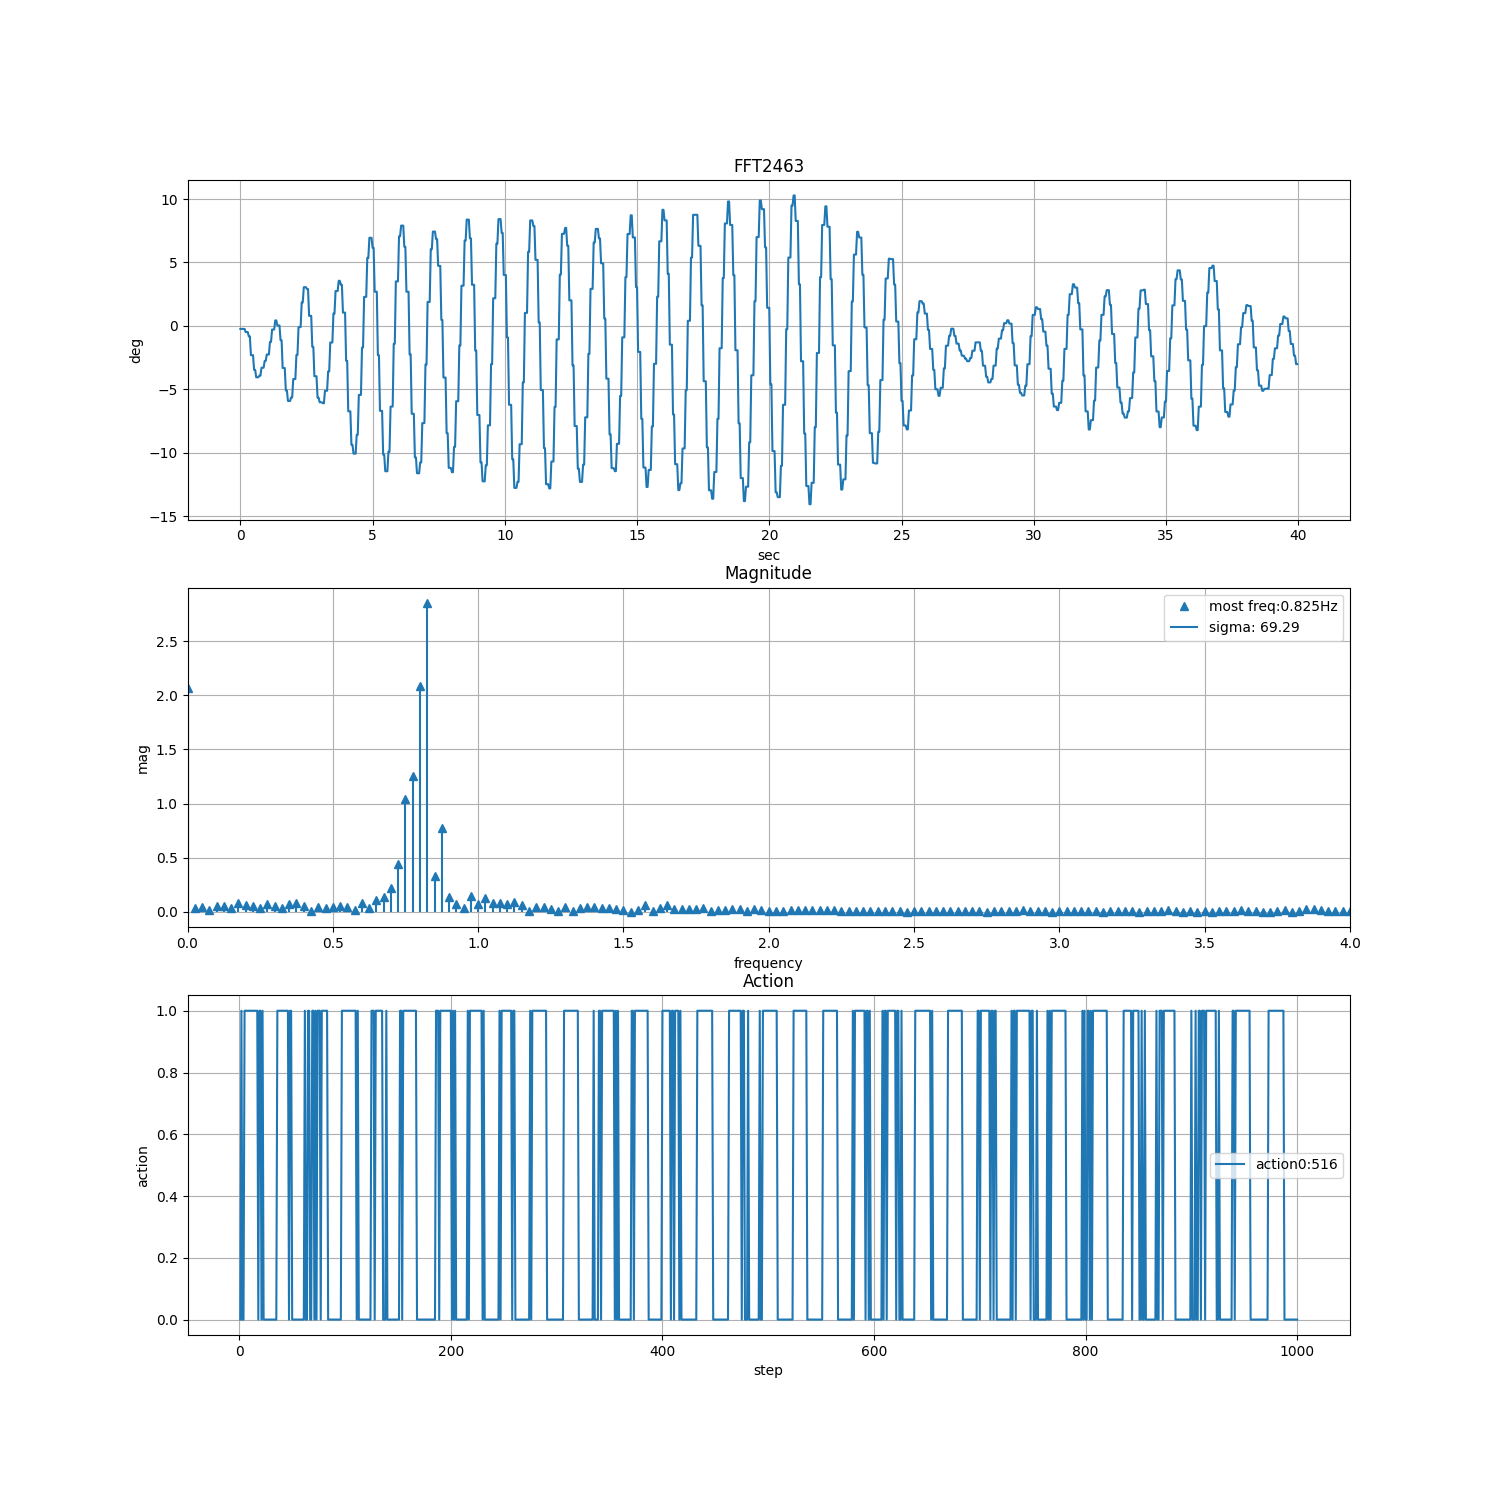 FFT2463
10
5
0
−5
−10
−15
deg
0 5 10 15 20 25 30 35 40
sec
Magnitude
most freq:0.825Hz
sigma: 69.29
2.5
2.0
1.5
1.0
0.5
0.0
mag
0.0 0.5 1.0 1.5 2.0 2.5 3.0 3.5 4.0
frequency
Action
1.0
0.8
0.6
0.4
0.2
0.0
action
action0:516
0 200 400 600 800 1000
step